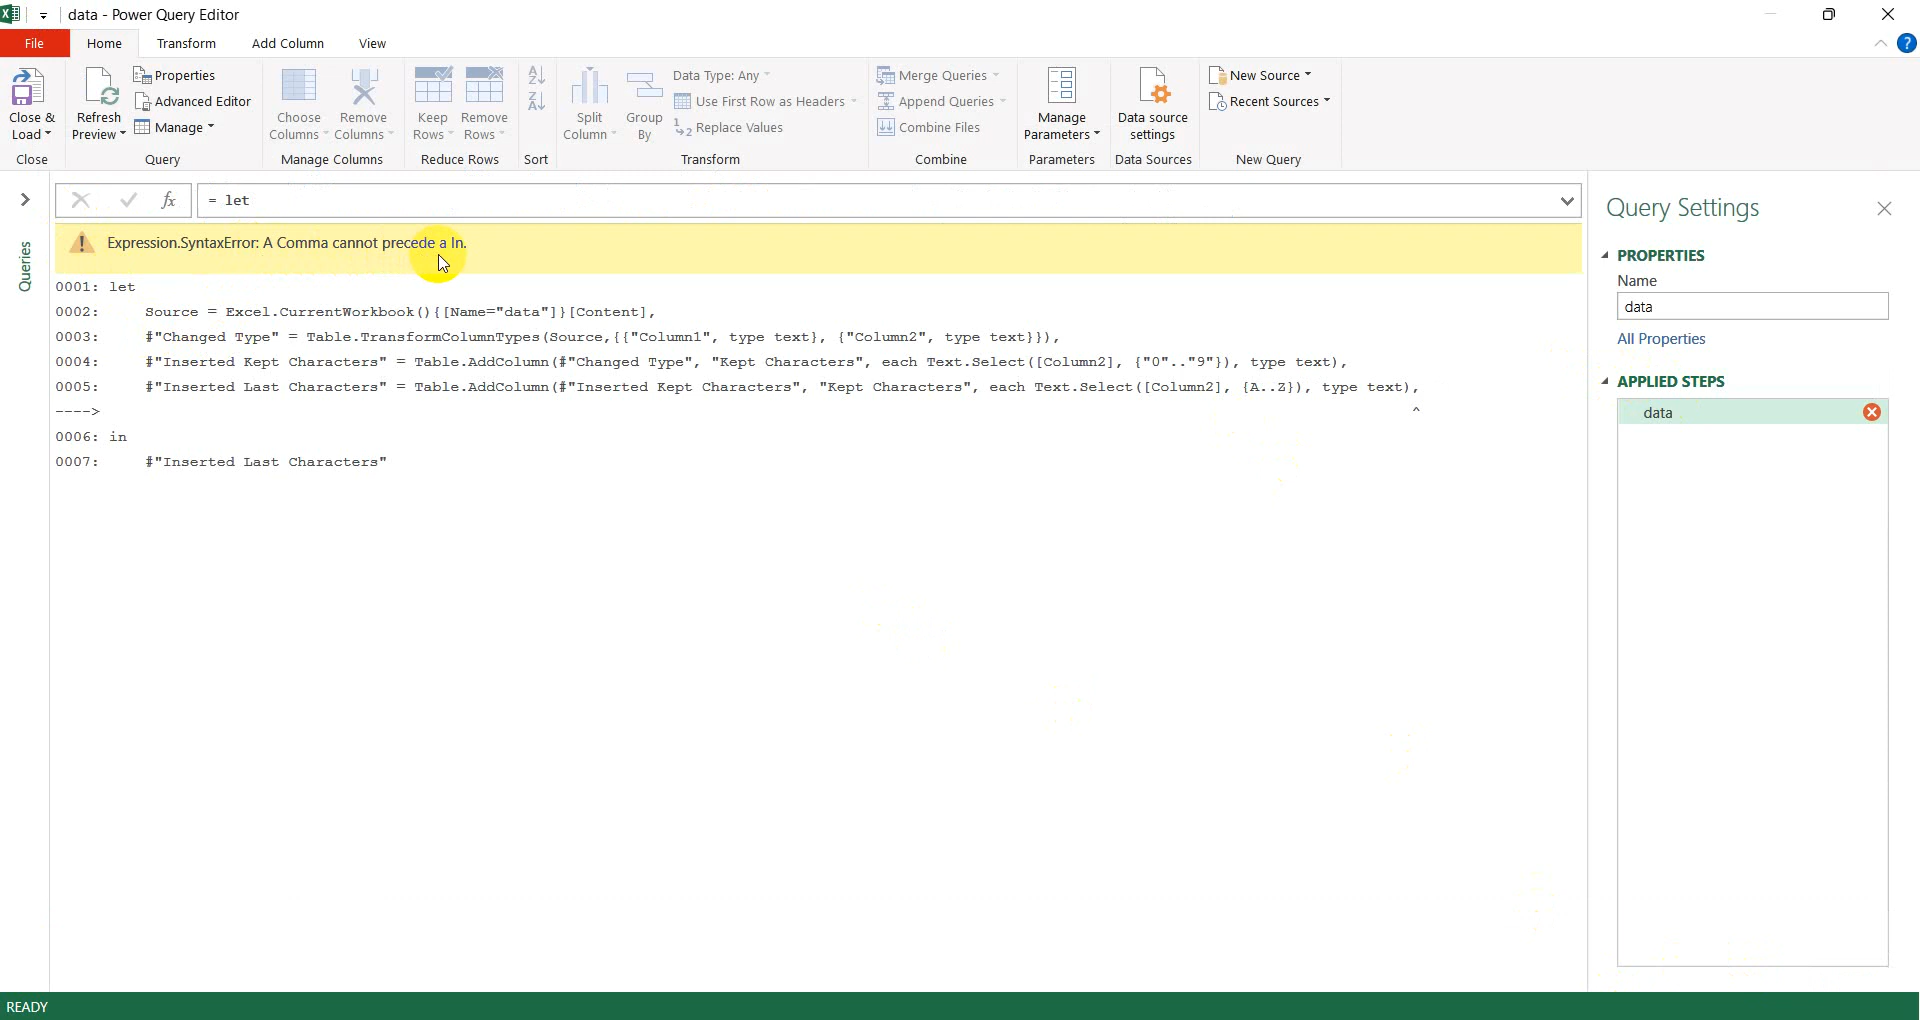 data - Power Query Editor
File Home Transform Add Column View
Close & Load
Refresh Preview
Properties
Advanced Editor
Manage
Choose Columns
Remove Columns
Keep Rows
Remove Rows
Split Column
Group By
Data Type: Any
Use First Row as Headers
Replace Values
Merge Queries
Append Queries
Combine Files
Manage Parameters
Data source settings
New Source
Recent Sources
Close Query Manage Columns Reduce Rows Sort Transform Combine Parameters Data Sources New Query
fx = let
Queries
Expression.SyntaxError: A Comma cannot precede a In.
0001: let
0002: Source = Excel.CurrentWorkbook(){[Name="data"]}[Content],
0003: #"Changed Type" = Table.TransformColumnTypes(Source,{{"Column1", type text}, {"Column2", type text}}),
0004: #"Inserted Kept Characters" = Table.AddColumn(#"Changed Type", "Kept Characters", each Text.Select([Column2], {"0".."9"}), type text),
0005: #"Inserted Last Characters" = Table.AddColumn(#"Inserted Kept Characters", "Kept Characters", each Text.Select([Column2], {A..Z}), type text),
----> ^
0006: in
0007: #"Inserted Last Characters"
Query Settings
PROPERTIES
Name
data
All Properties
APPLIED STEPS
data
READY